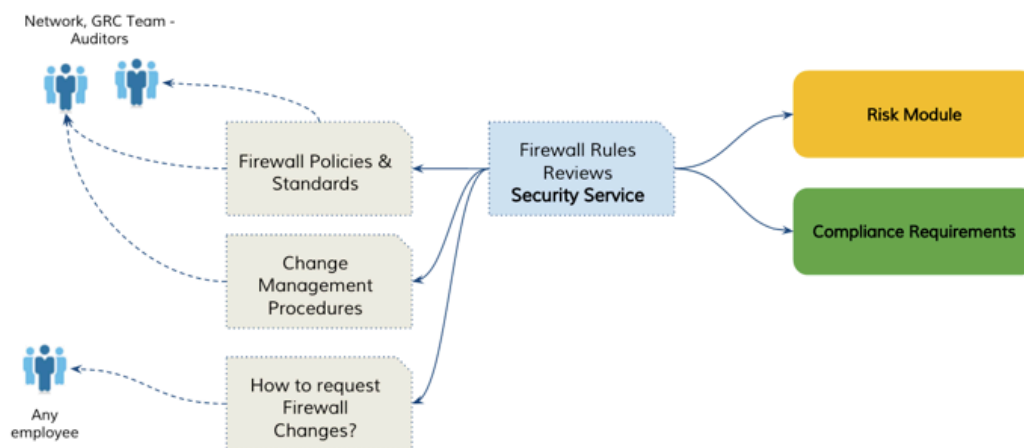 Network, GRC Team -
Auditors
Firewall Policies &
Standards
Change
Management
Procedures
How to request
Firewall
Changes?
Any
employee
Firewall Rules
Reviews
Security Service
Risk Module
Compliance Requirements